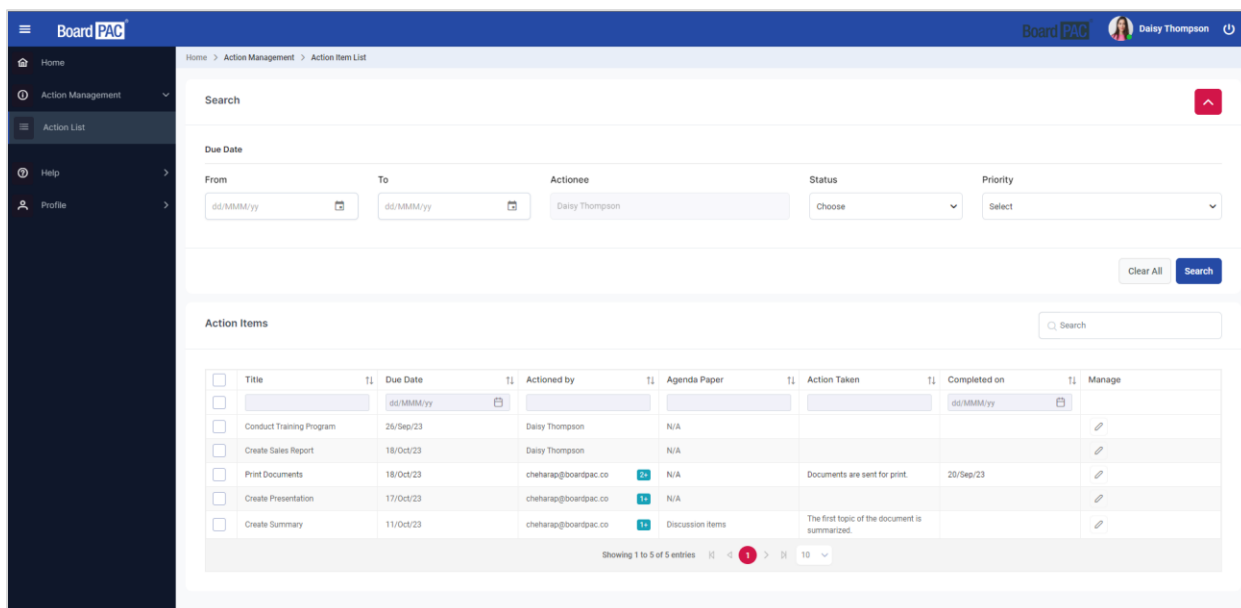 Board PAC
Board PAC
Daisy Thompson
Home
Action Management
Action List
Help
Profile
Home > Action Management > Action Item List
Search
Due Date
From To Actionee Status Priority
dd/MMM/yy dd/MMM/yy Daisy Thompson Choose Select
Clear All Search
Action Items
Search
Title Due Date Actioned by Agenda Paper Action Taken Completed on Manage
dd/MMM/yy dd/MMM/yy
Conduct Training Program 26/Sep/23 Daisy Thompson N/A
Create Sales Report 18/Oct/23 Daisy Thompson N/A
Print Documents 18/Oct/23 cheharap@boardpac.co 2+ N/A Documents are sent for print. 20/Sep/23
Create Presentation 17/Oct/23 cheharap@boardpac.co 1+ N/A
Create Summary 11/Oct/23 cheharap@boardpac.co 1+ Discussion items The first topic of the document is
summarized.
Showing 1 to 5 of 5 entries 1 10